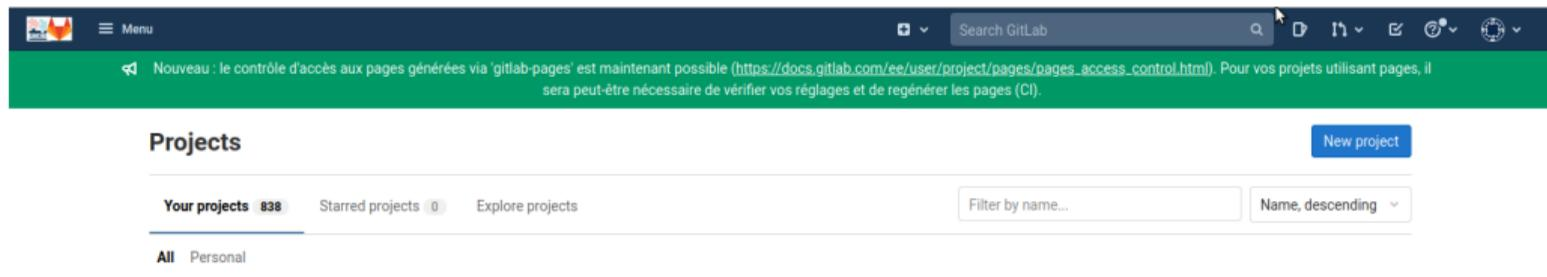 Menu
Search GitLab
Nouveau : le contrôle d'accès aux pages générées via 'gitlab-pages' est maintenant possible (https://docs.gitlab.com/ee/user/project/pages/pages_access_control.html). Pour vos projets utilisant pages, il
sera peut-être nécessaire de vérifier vos réglages et de regénérer les pages (CI).
Projects
New project
Your projects 838 Starred projects 0 Explore projects
Filter by name...
Name, descending
All Personal